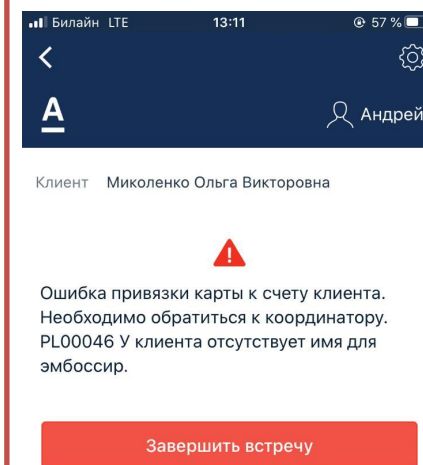 Билайн LTE 13:11 57 %
А
Андрей
Клиент Миколенко Ольга Викторовна
Ошибка привязки карты к счету клиента.
Необходимо обратиться к координатору.
PL00046 У клиента отсутствует имя для
эмбоссир.
Завершить встречу